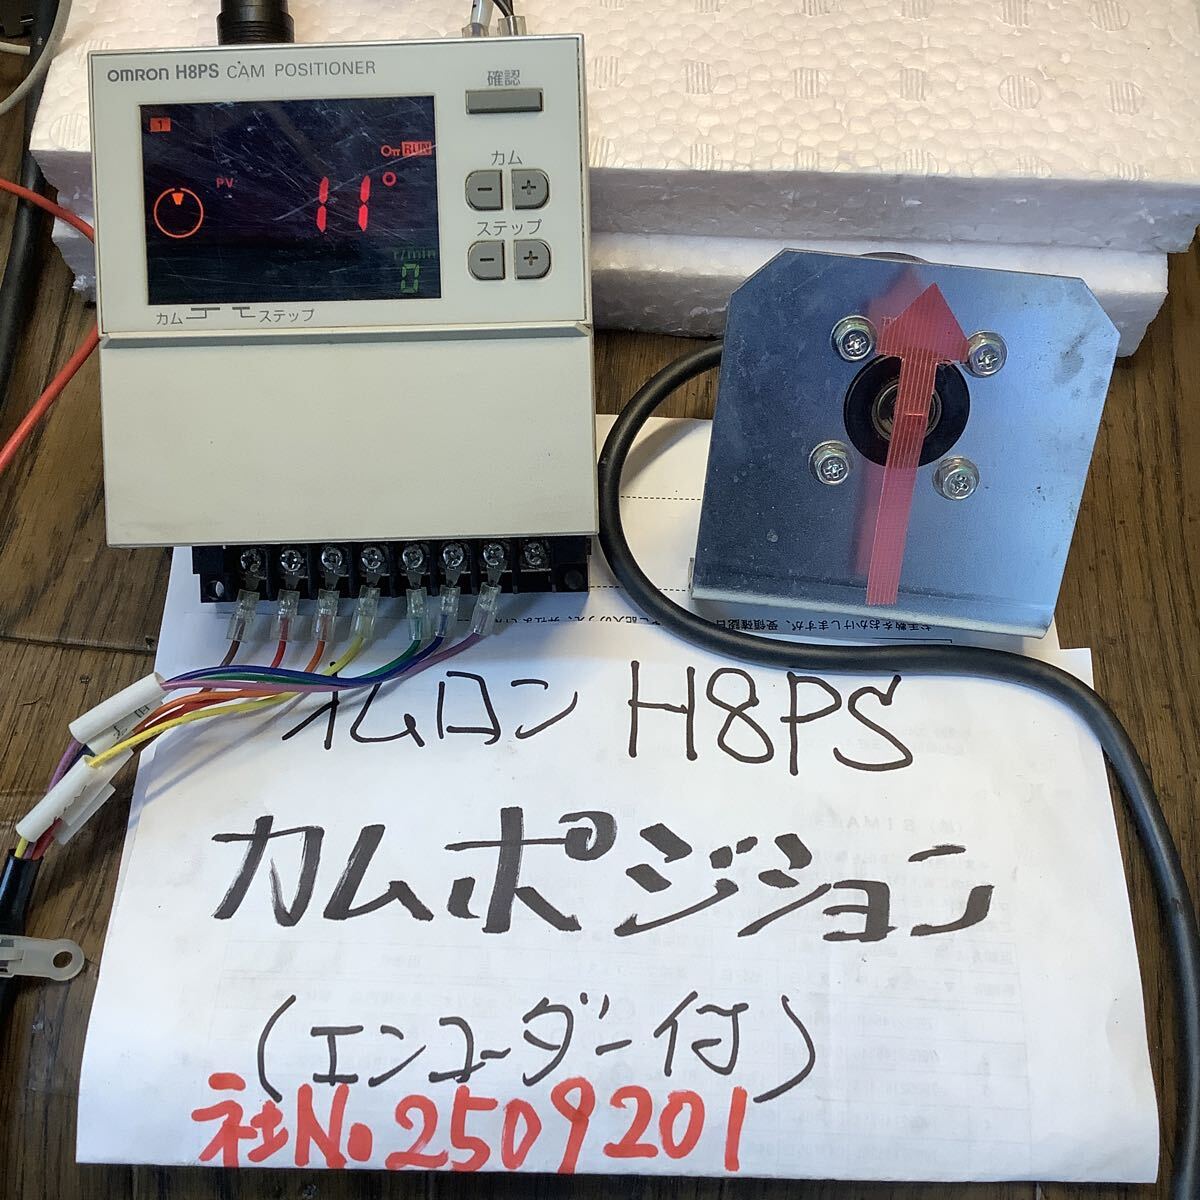 OMRON H8PS CAM POSITIONER
確認
1
RUN
PV 11°
カム
− +
ステップ
− +
r/min
0
カム ステップ
オムロン H8PS
カムポジション
(エンコーダー付)
社No.2509201